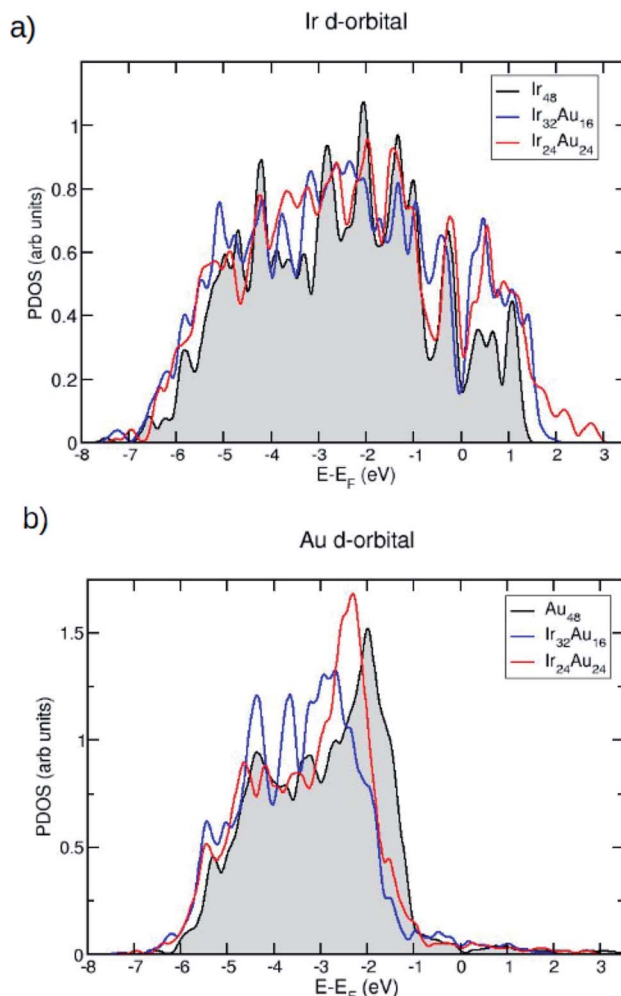 a)
Ir d-orbital
Ir48
Ir32Au16
Ir24Au24
1
0.8
0.6
0.4
0.2
0
PDOS (arb units)
-8 -7 -6 -5 -4 -3 -2 -1 0 1 2 3
E-EF (eV)
b)
Au d-orbital
Au48
Ir32Au16
Ir24Au24
1.5
1
0.5
0
PDOS (arb units)
-8 -7 -6 -5 -4 -3 -2 -1 0 1 2 3
E-EF (eV)